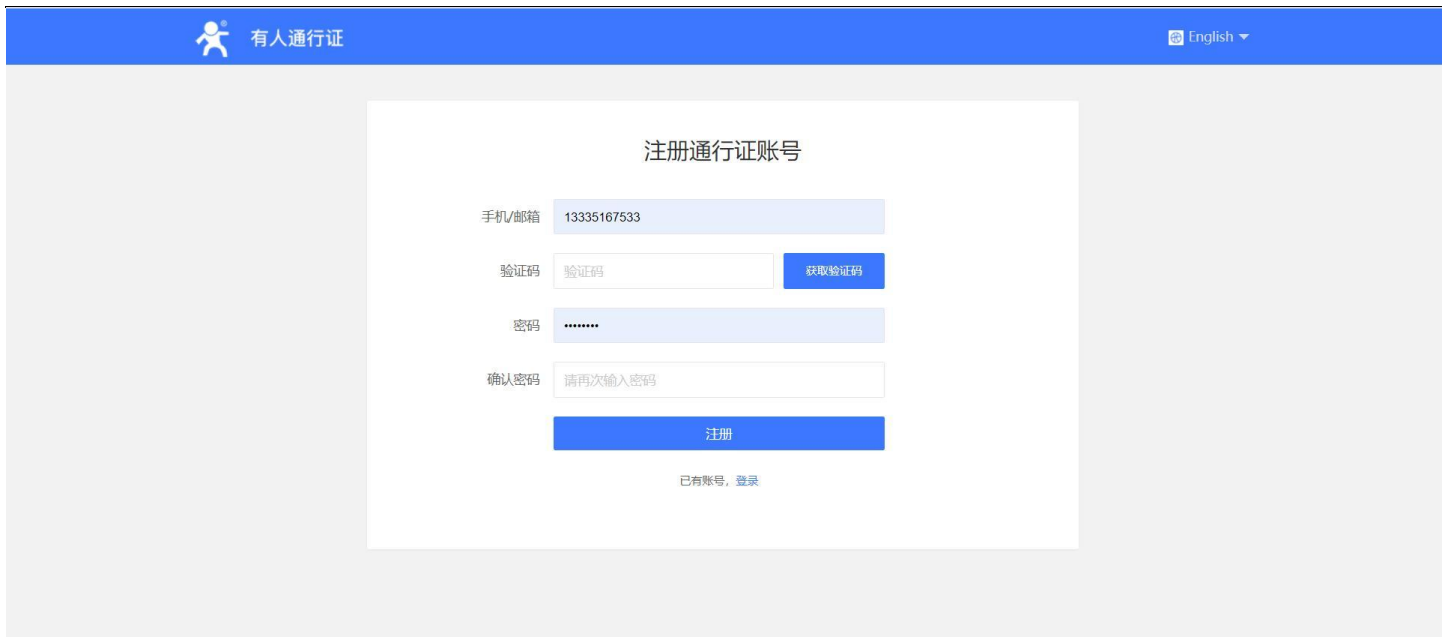 有人通行证
English
注册通行证账号
手机/邮箱 13335167533
验证码 验证码 获取验证码
密码 ••••••••
确认密码 请再次输入密码
注册
已有账号，登录